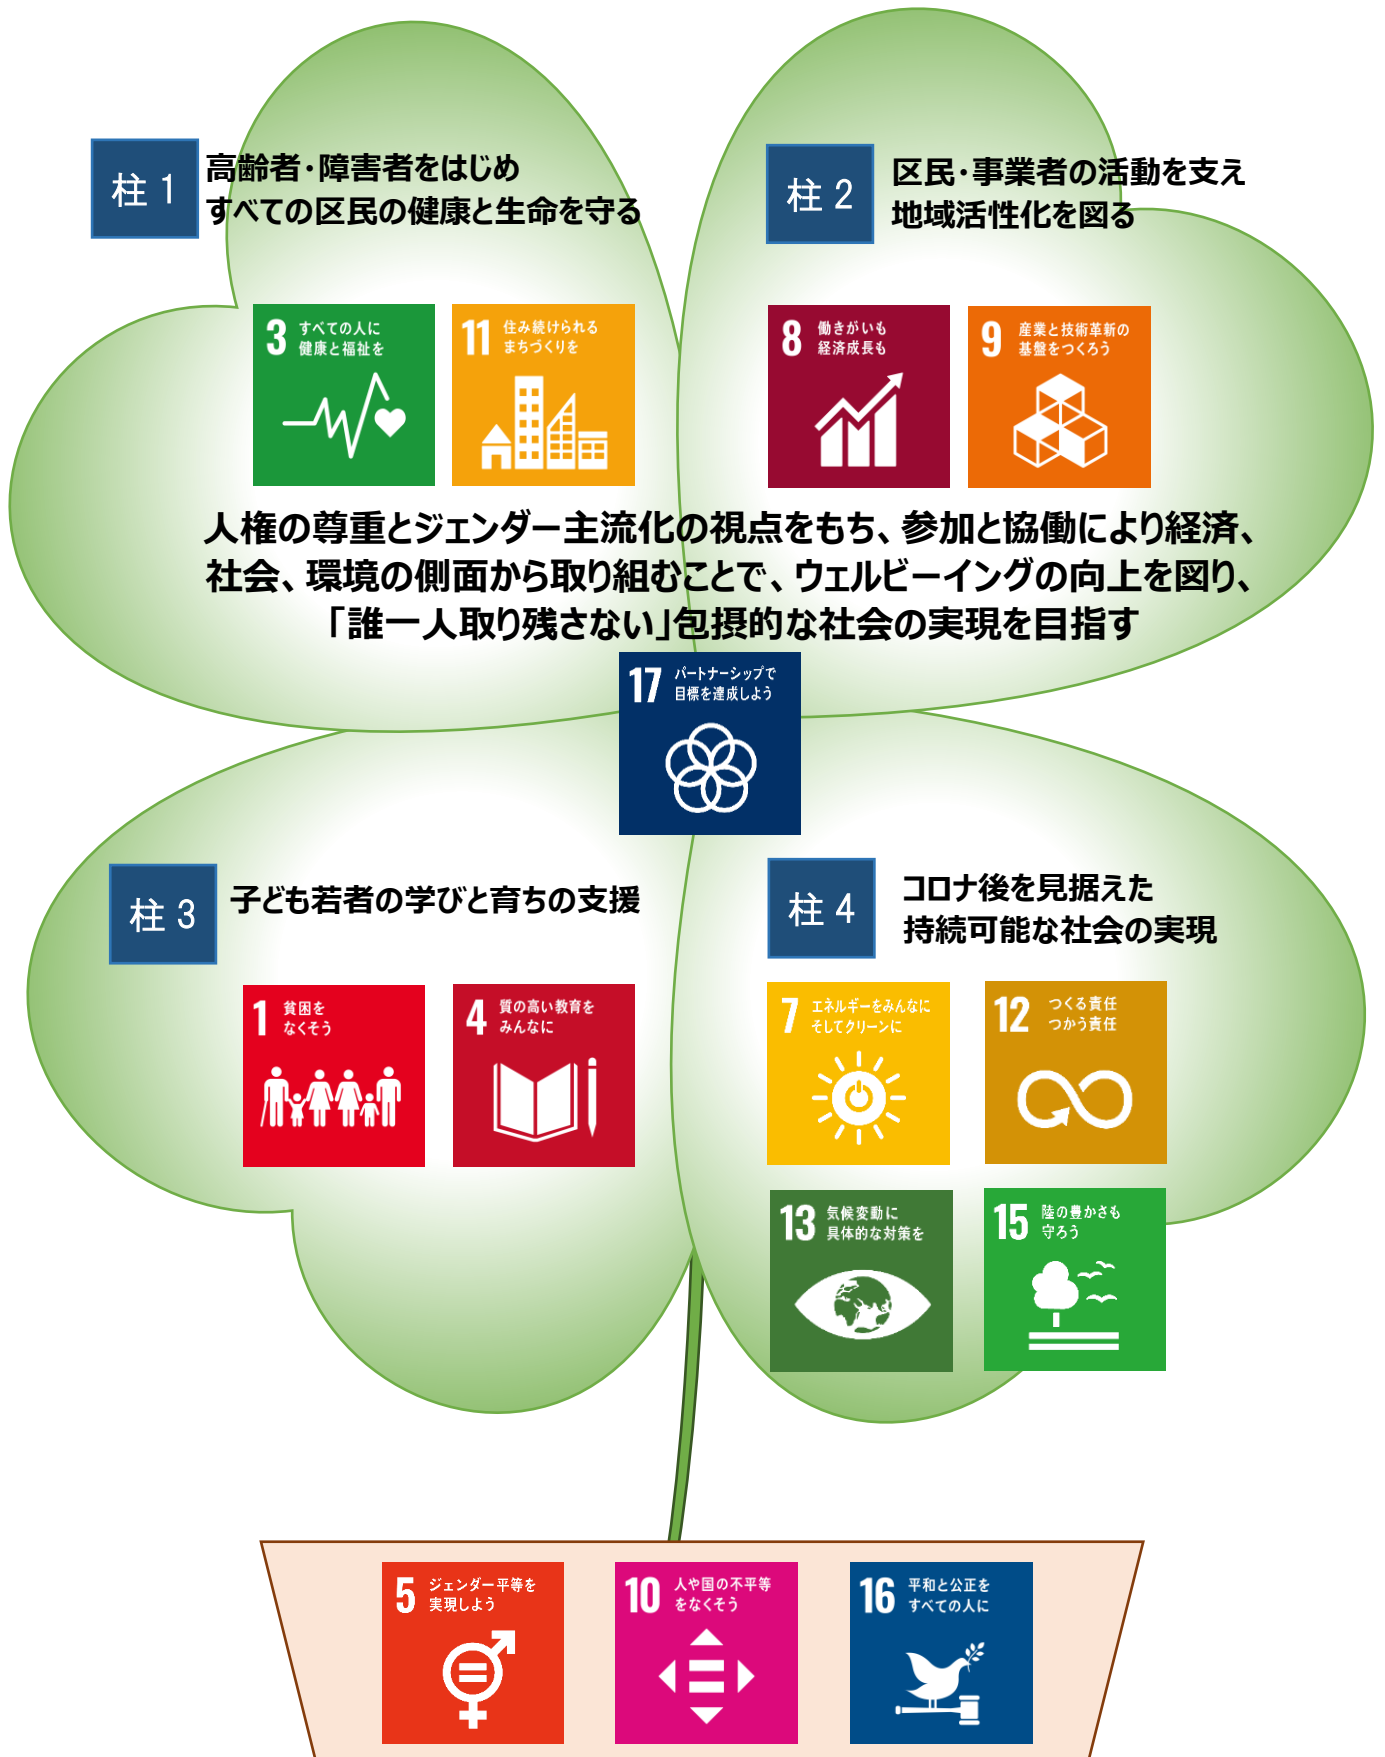 柱 1
高齢者・障害者をはじめ
すべての区民の健康と生命を守る
柱 2
区民・事業者の活動を支え
地域活性化を図る
3 すべての人に
健康と福祉を
11 住み続けられる
まちづくりを
8 働きがいも
経済成長も
9 産業と技術革新の
基盤をつくろう
人権の尊重とジェンダー主流化の視点をもち、参加と協働により経済、
社会、環境の側面から取り組むことで、ウェルビーイングの向上を図り、
「誰一人取り残さない」包摂的な社会の実現を目指す
17 パートナーシップで
目標を達成しよう
柱 3
子ども若者の学びと育ちの支援
柱 4
コロナ後を見据えた
持続可能な社会の実現
1 貧困を
なくそう
4 質の高い教育を
みんなに
7 エネルギーをみんなに
そしてクリーンに
12 つくる責任
つかう責任
13 気候変動に
具体的な対策を
15 陸の豊かさも
守ろう
5 ジェンダー平等を
実現しよう
10 人や国の不平等
をなくそう
16 平和と公正を
すべての人に